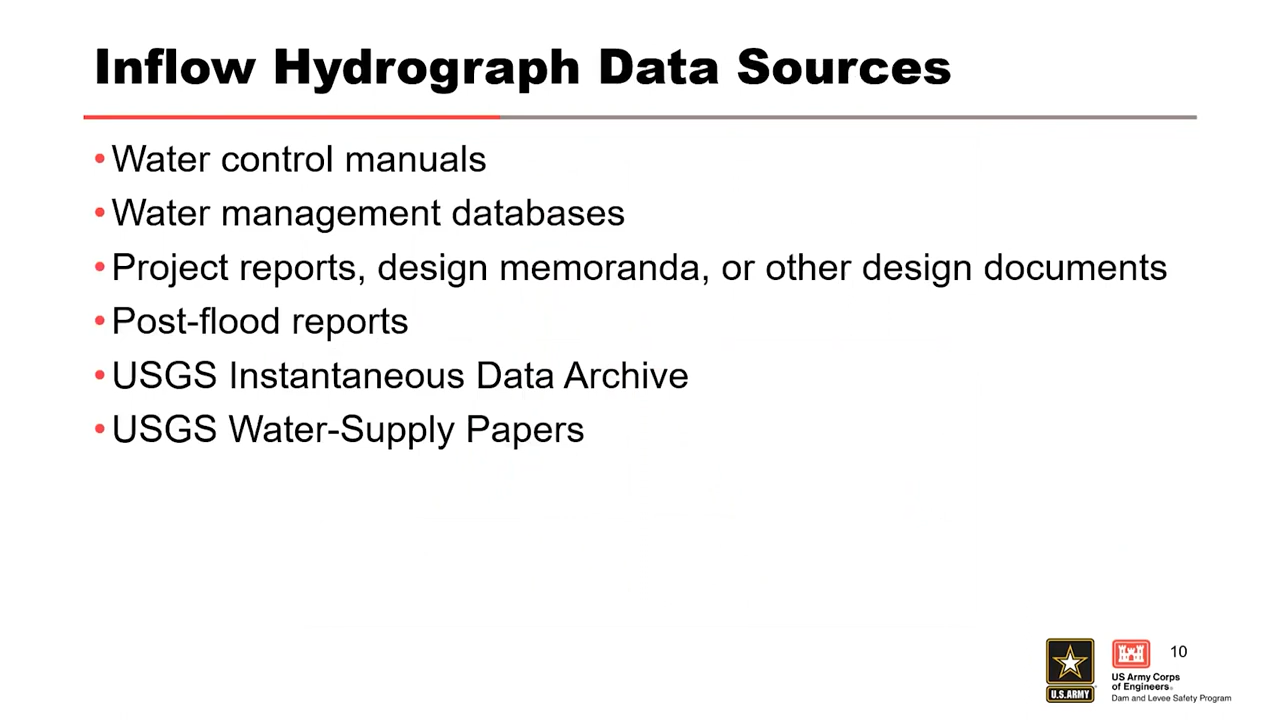 Inflow Hydrograph Data Sources
•Water control manuals
•Water management databases
•Project reports, design memoranda, or other design documents
•Post-flood reports
•USGS Instantaneous Data Archive
•USGS Water-Supply Papers
10
U.S.ARMY
US Army Corps
of Engineers®
Dam and Levee Safety Program